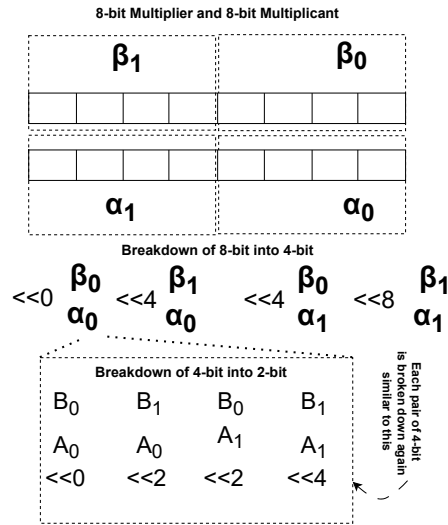 8-bit Multiplier and 8-bit Multiplicant
β1 β0
α1 α0
Breakdown of 8-bit into 4-bit
<<0 β0 α0 <<4 β1 α0 <<4 β0 α1 <<8 β1 α1
Breakdown of 4-bit into 2-bit
B0 B1 B0 B1
A0 A0 A1 A1
<<0 <<2 <<2 <<4
Each pair of 4-bit
is broken down again
similar to this